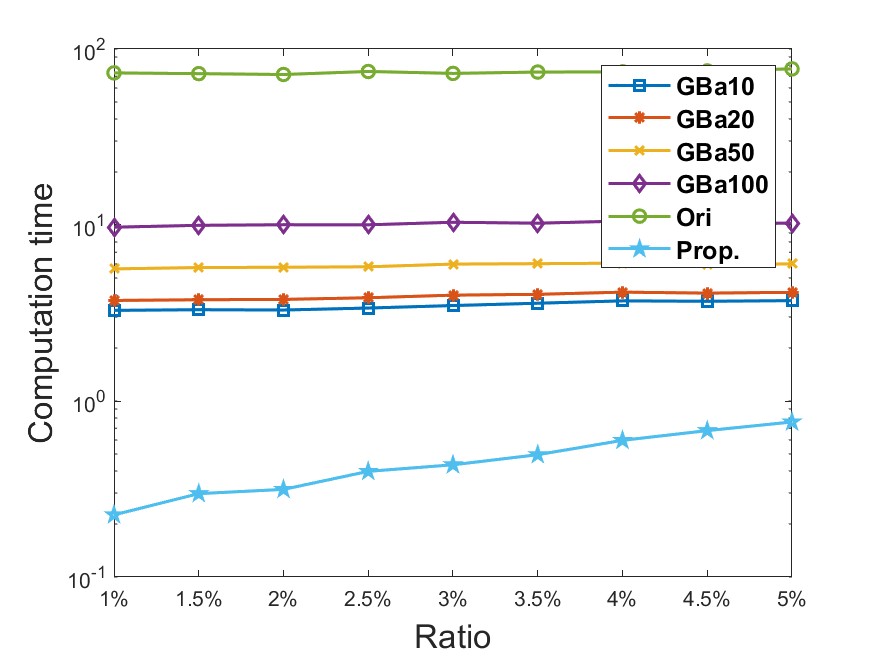 10^2
10^1
10^0
10^-1
Computation time
GBa10
GBa20
GBa50
GBa100
Ori
Prop.
1% 1.5% 2% 2.5% 3% 3.5% 4% 4.5% 5%
Ratio